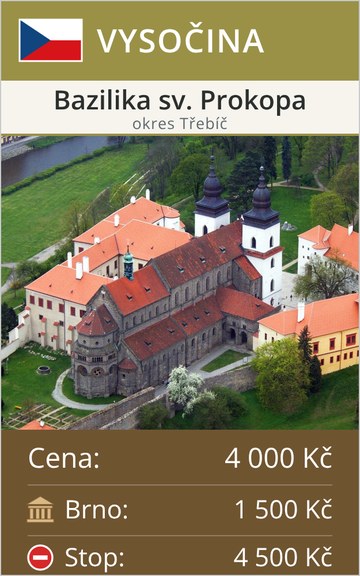 VYSOČINA
Bazilika sv. Prokopa
okres Třebíč
Cena: 4 000 Kč
Brno: 1 500 Kč
Stop: 4 500 Kč